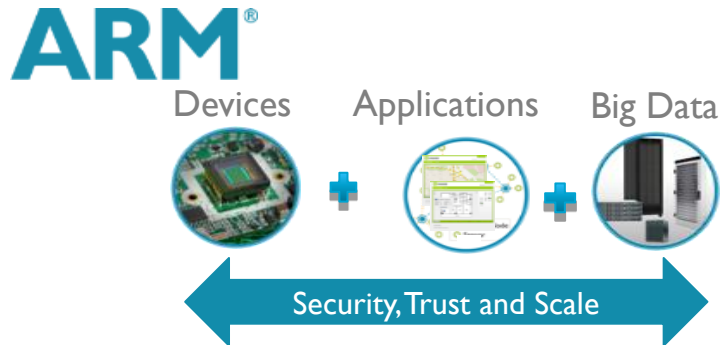 ARM®
Devices Applications Big Data
Security, Trust and Scale